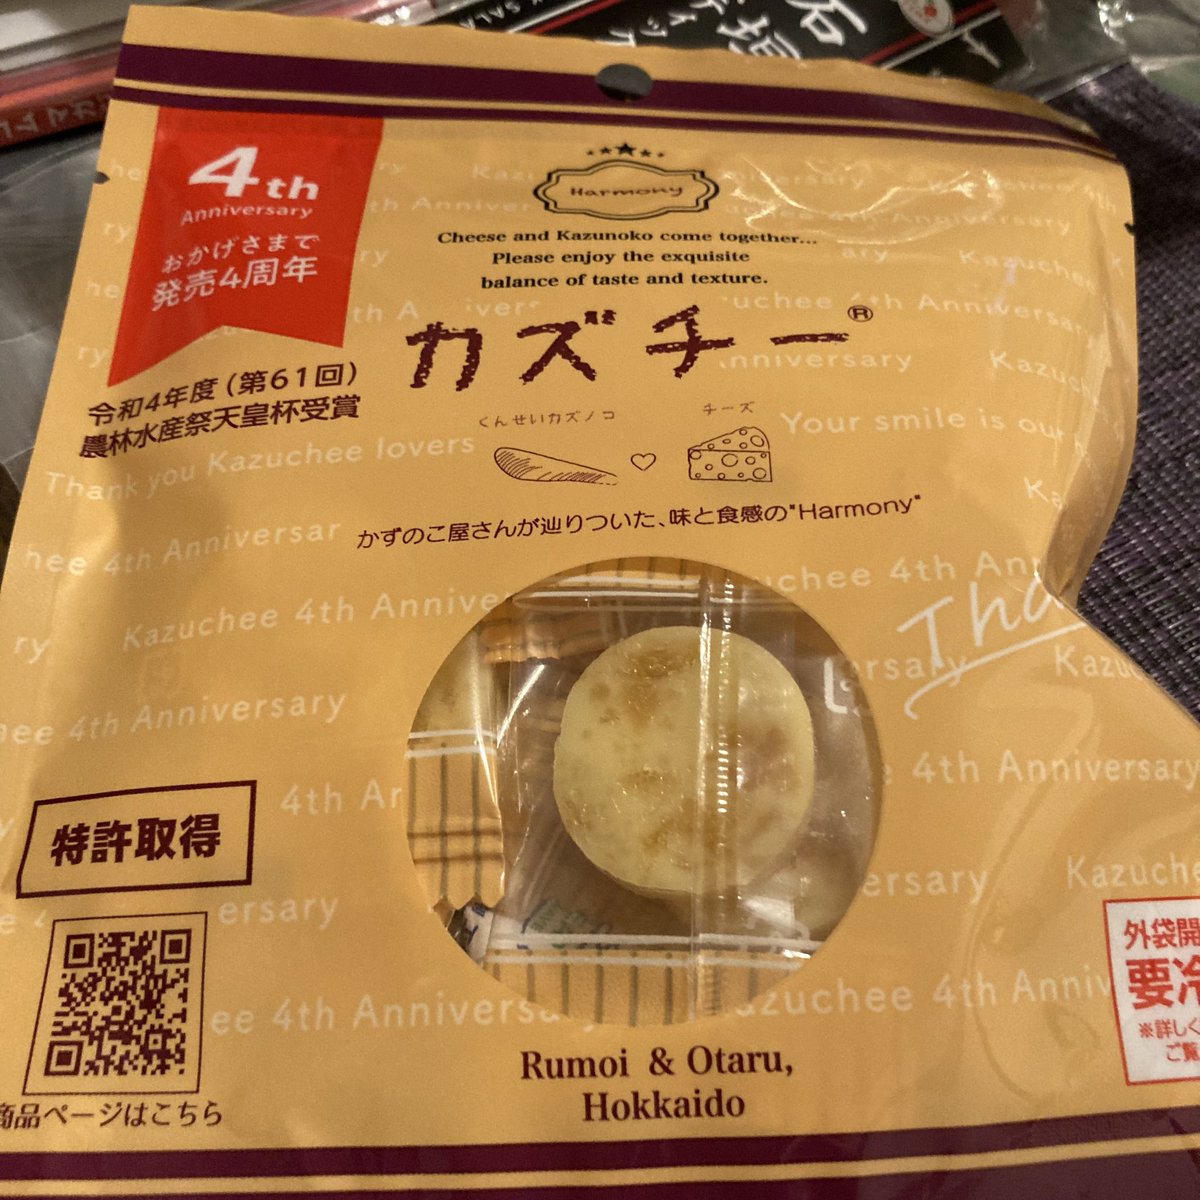 4th
Anniversary
おかげさまで
発売4周年
Harmony
Cheese and Kazunoko come together...
Please enjoy the exquisite
balance of taste and texture.
カズチー®
令和4年度(第61回)
農林水産祭天皇杯受賞
くんせいカズノコ
チーズ
Thank you Kazuchee lovers
Your smile is our
かずのこ屋さんが辿りついた、味と食感の"Harmony"
Kazuchee 4th Anniversary
特許取得
商品ページはこちら
Rumoi & Otaru,
Hokkaido
外袋開
要冷
※詳しく
ご覧